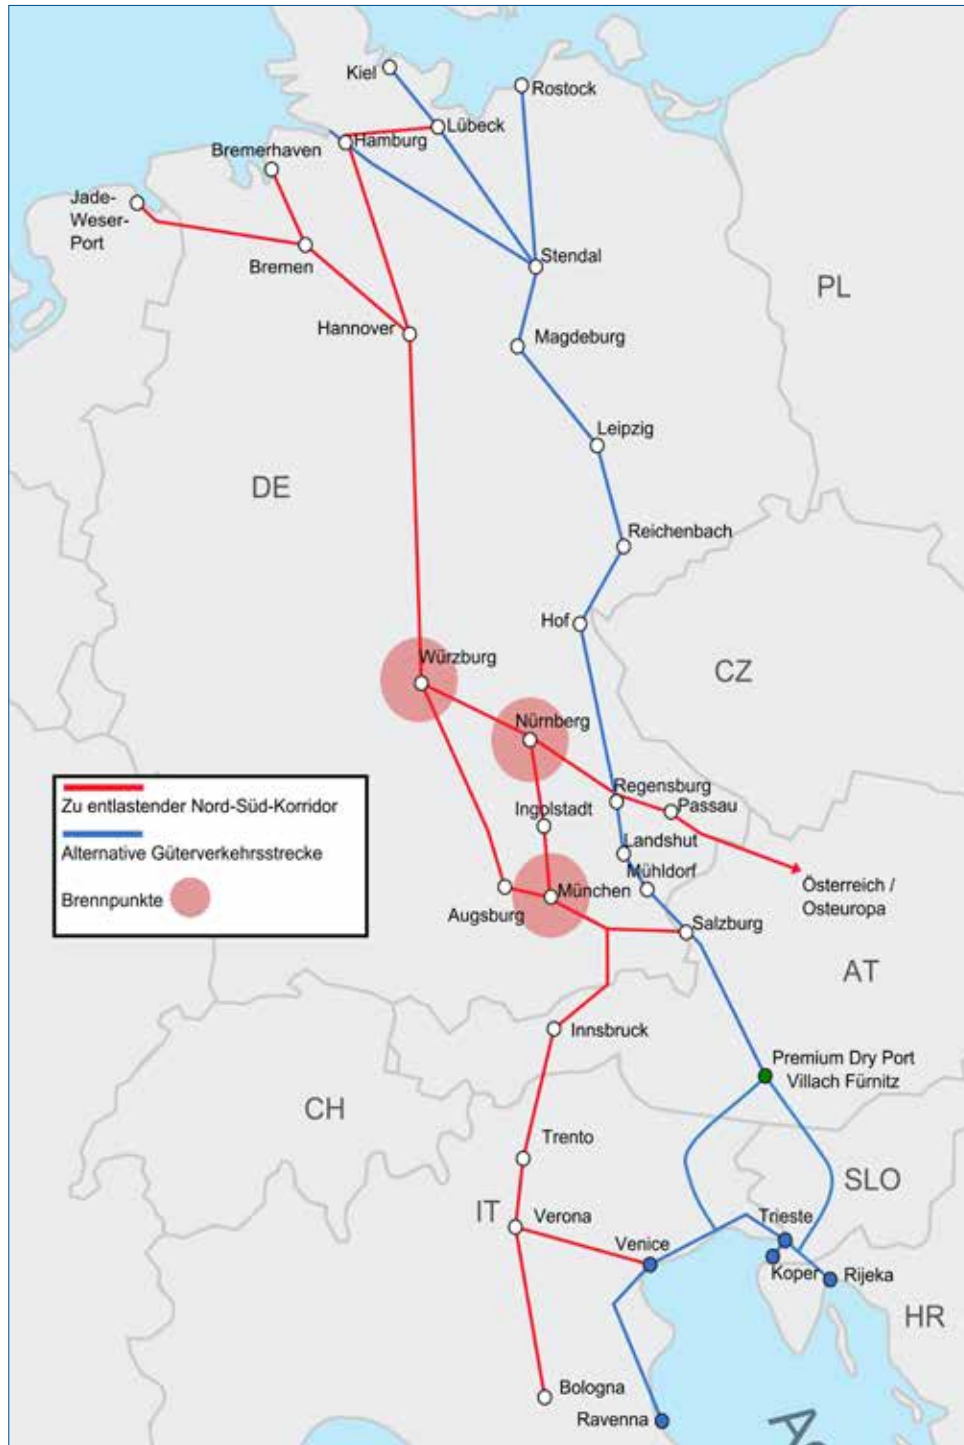 Kiel
Rostock
Lübeck
Hamburg
Bremerhaven
Jade-
Weser-
Port
Bremen
Stendal
PL
Hannover
Magdeburg
Leipzig
DE
Reichenbach
Hof
Würzburg
CZ
Nürnberg
Zu entlastender Nord-Süd-Korridor
Alternative Güterverkehrsstrecke
Brennpunkte
Regensburg
Passau
Ingolstadt
Landshut
Mühldorf
Österreich /
Osteuropa
München
Augsburg
Salzburg
AT
Innsbruck
Premium Dry Port
Villach Fürnitz
CH
Trento
SLO
IT
Verona
Trieste
Venice
Koper
Rijeka
HR
Bologna
Ravenna